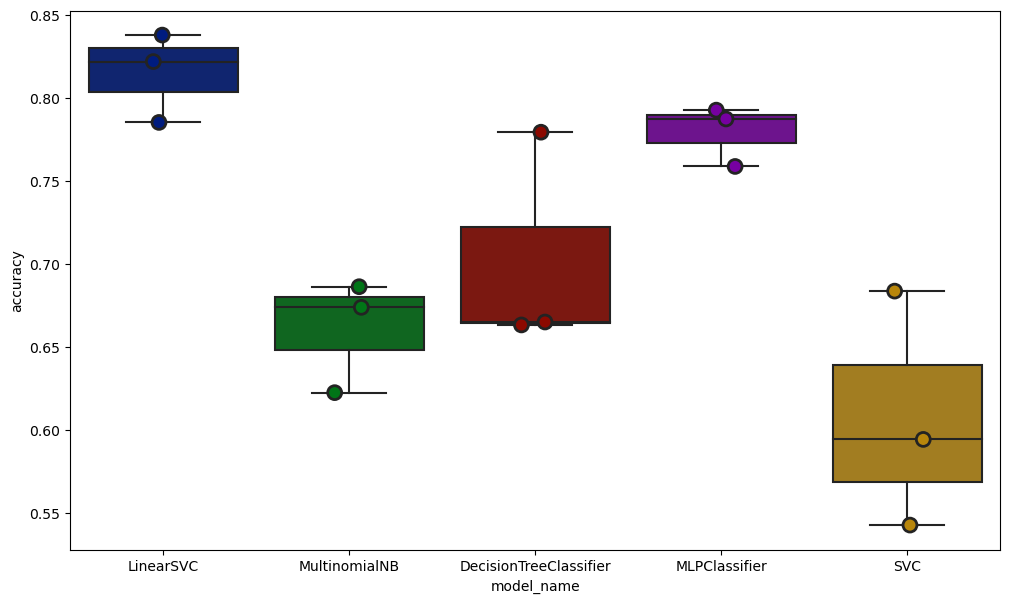 0.85
0.80
0.75
0.70
0.65
0.60
0.55
accuracy
LinearSVC
MultinomialNB
DecisionTreeClassifier
MLPClassifier
SVC
model_name